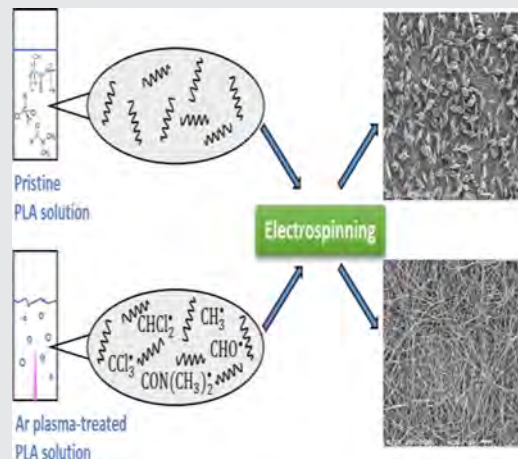 Pristine
PLA solution
Electrospinning
CHCl₂•
CH₃•
CCl₃•
CHO•
CON(CH₃)₂•
Ar plasma-treated
PLA solution